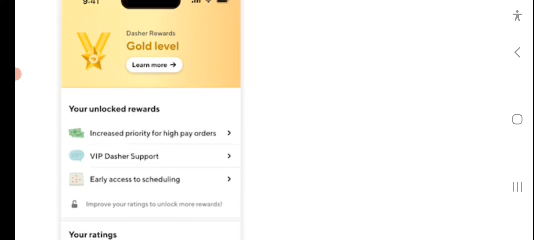 9:41
Dasher Rewards
Gold level
Learn more →
Your unlocked rewards
Increased priority for high pay orders
VIP Dasher Support
Early access to scheduling
Improve your ratings to unlock more rewards!
Your ratings